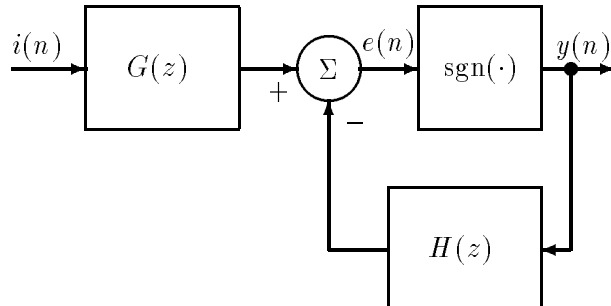 i(n)
G(z)
+
Σ
−
e(n)
sgn(·)
y(n)
H(z)